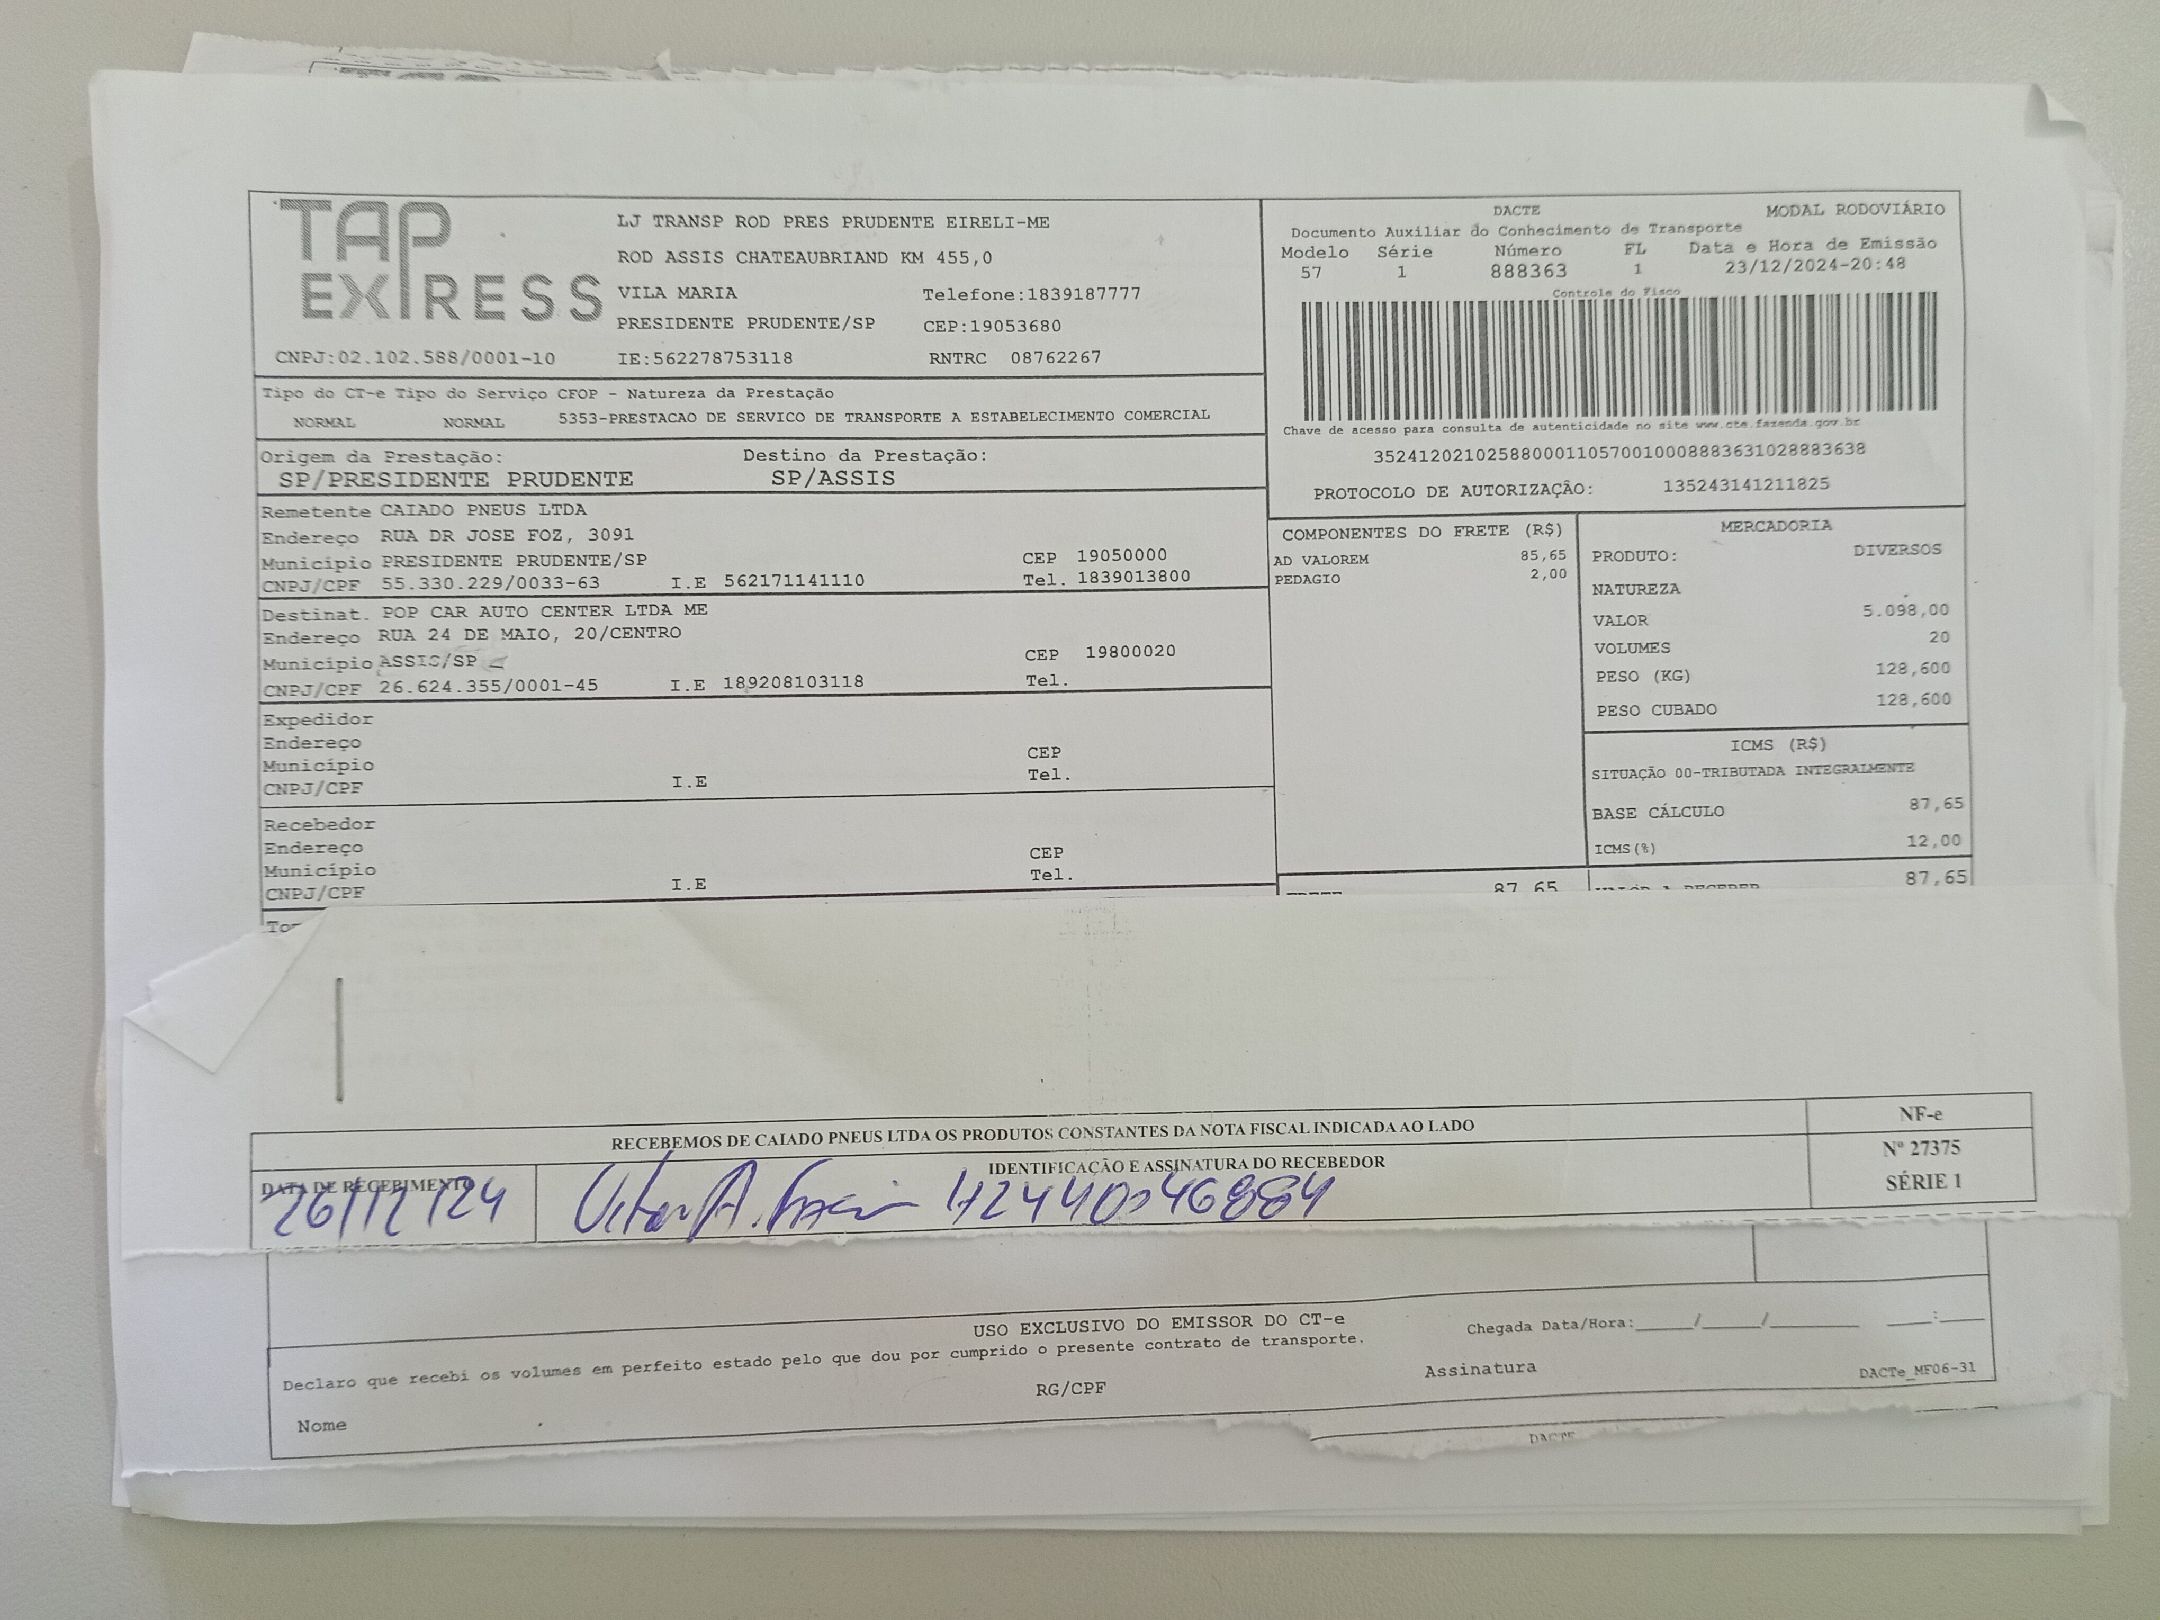 TAP
EXPRESS
LJ TRANSP ROD PRES PRUDENTE EIRELI-ME
ROD ASSIS CHATEAUBRIAND KM 455,0
VILA MARIA Telefone:1839187777
PRESIDENTE PRUDENTE/SP CEP:19053680
CNPJ:02.102.588/0001-10 IE:562278753118 RNTRC 08762267
DACTE MODAL RODOVIÁRIO
Documento Auxiliar do Conhecimento de Transporte
Modelo Série Número FL Data e Hora de Emissão
57 1 888363 1 23/12/2024-20:48
Controle do Fisco
Chave de acesso para consulta de autenticidade no site www.cte.fazenda.gov.br
35241202102588000110570010008883631028883638
PROTOCOLO DE AUTORIZAÇÃO: 135243141211825
Tipo do CT-e Tipo do Serviço CFOP - Natureza da Prestação
NORMAL NORMAL 5353-PRESTACAO DE SERVICO DE TRANSPORTE A ESTABELECIMENTO COMERCIAL
Origem da Prestação: Destino da Prestação:
SP/PRESIDENTE PRUDENTE SP/ASSIS
Remetente CAIADO PNEUS LTDA
Endereço RUA DR JOSE FOZ, 3091
Município PRESIDENTE PRUDENTE/SP CEP 19050000
CNPJ/CPF 55.330.229/0033-63 I.E 562171141110 Tel. 1839013800
Destinat. POP CAR AUTO CENTER LTDA ME
Endereço RUA 24 DE MAIO, 20/CENTRO
Município ASSIS/SP CEP 19800020
CNPJ/CPF 26.624.355/0001-45 I.E 189208103118 Tel.
Expedidor
Endereço
Município CEP
CNPJ/CPF I.E Tel.
Recebedor
Endereço
Município CEP
CNPJ/CPF I.E Tel.
COMPONENTES DO FRETE (R$)
AD VALOREM 85,65
PEDAGIO 2,00
MERCADORIA
PRODUTO: DIVERSOS
NATUREZA
VALOR 5.098,00
VOLUMES 20
PESO (KG) 128,600
PESO CUBADO 128,600
ICMS (R$)
SITUAÇÃO 00-TRIBUTADA INTEGRALMENTE
BASE CÁLCULO 87,65
ICMS(%) 12,00
87,65 87,65
RECEBEMOS DE CAIADO PNEUS LTDA OS PRODUTOS CONSTANTES DA NOTA FISCAL INDICADA AO LADO
NF-e
Nº 27375
SÉRIE 1
DATA DE RECEBIMENTO IDENTIFICAÇÃO E ASSINATURA DO RECEBEDOR
26/12/24
USO EXCLUSIVO DO EMISSOR DO CT-e
Chegada Data/Hora:_____/_____/_______ ____:____
Declaro que recebi os volumes em perfeito estado pelo que dou por cumprido o presente contrato de transporte.
Nome RG/CPF Assinatura
DACTe_MF06-31
DACTE